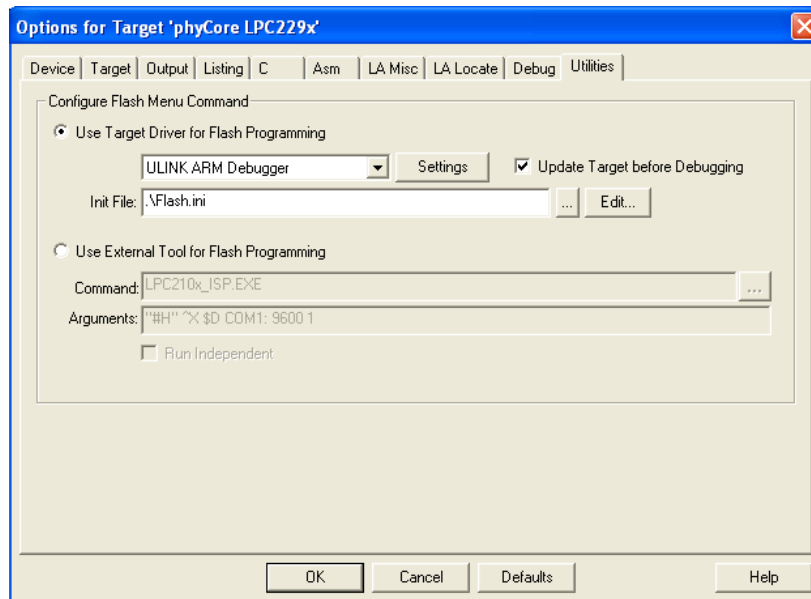 Options for Target 'phyCore LPC229x'
Device Target Output Listing C Asm LA Misc LA Locate Debug Utilities
Configure Flash Menu Command
Use Target Driver for Flash Programming
ULINK ARM Debugger Settings Update Target before Debugging
Init File: .\Flash.ini ... Edit...
Use External Tool for Flash Programming
Command: LPC210x_ISP.EXE ...
Arguments: "#H" ^X $D COM1: 9600 1
Run Independent
OK Cancel Defaults Help